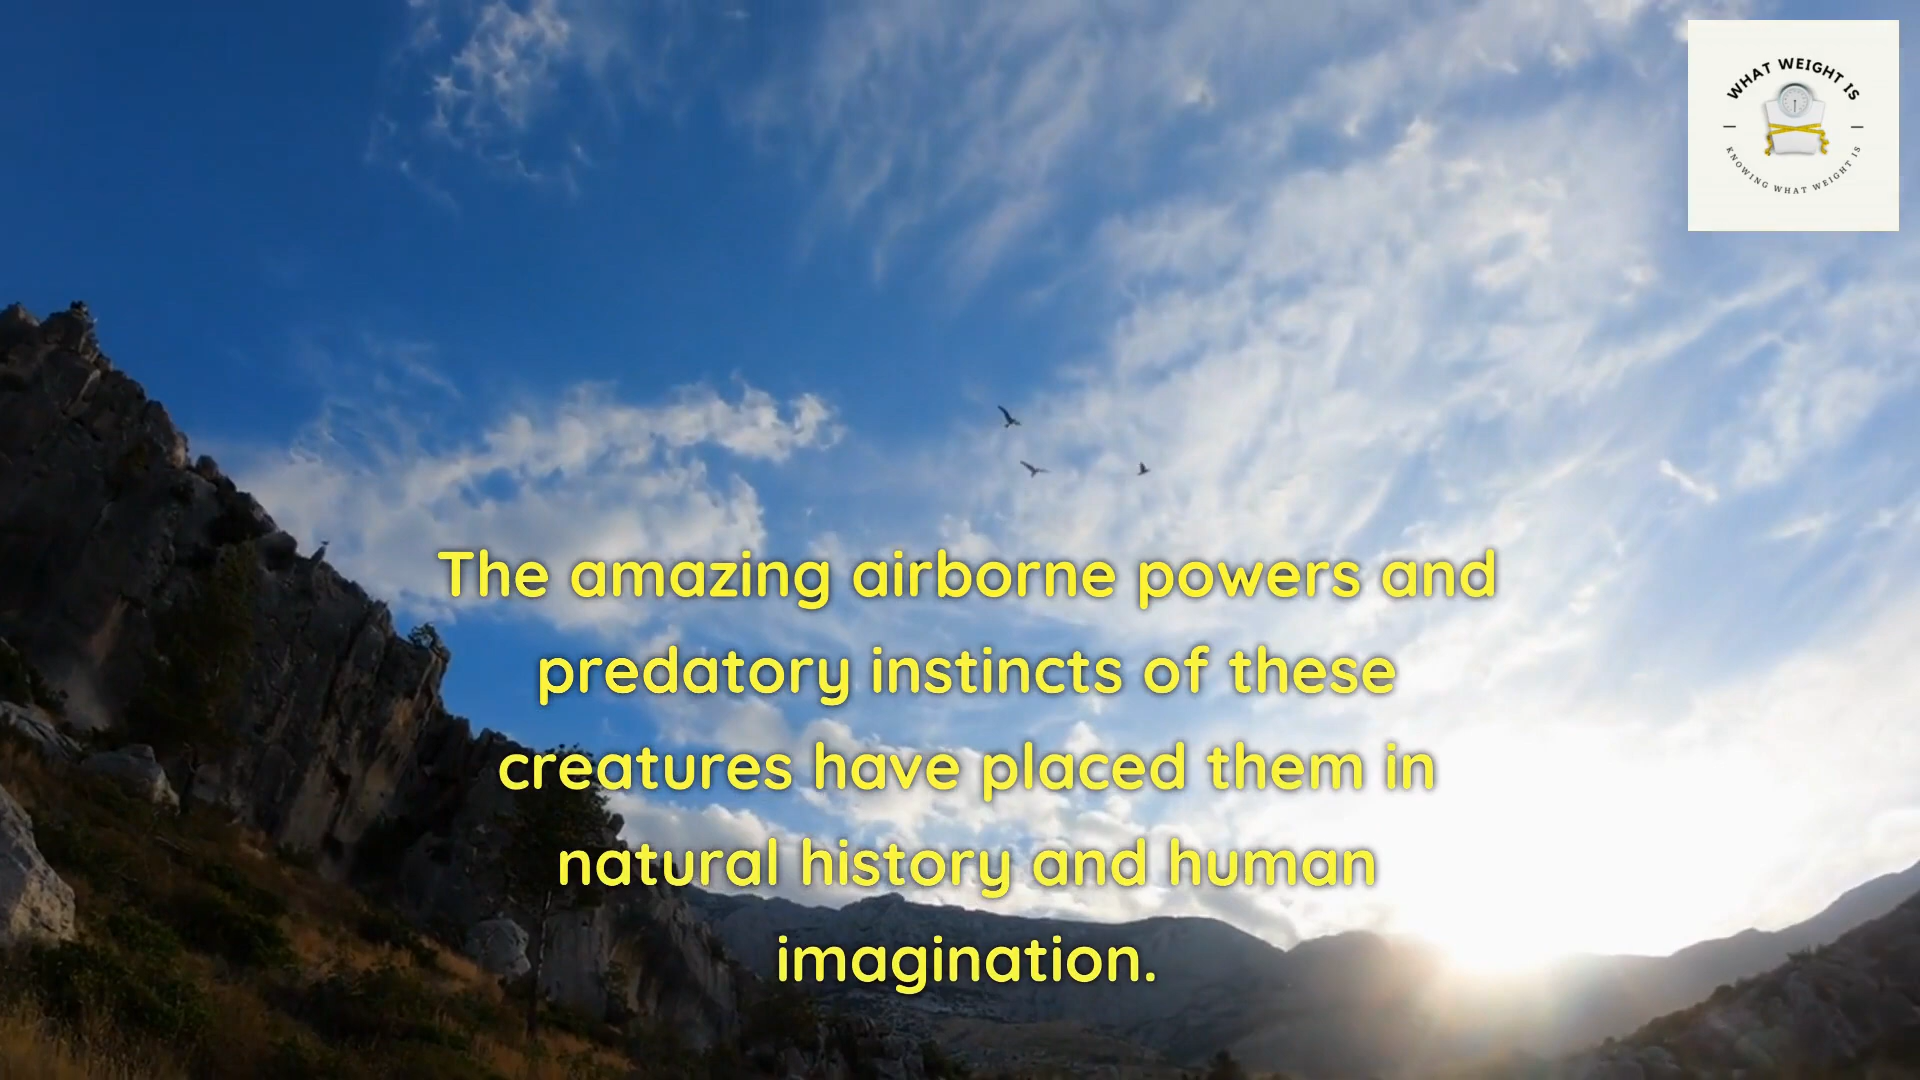 WHAT WEIGHT IS
KNOWING WHAT WEIGHT IS
The amazing airborne powers and
predatory instincts of these
creatures have placed them in
natural history and human
imagination.